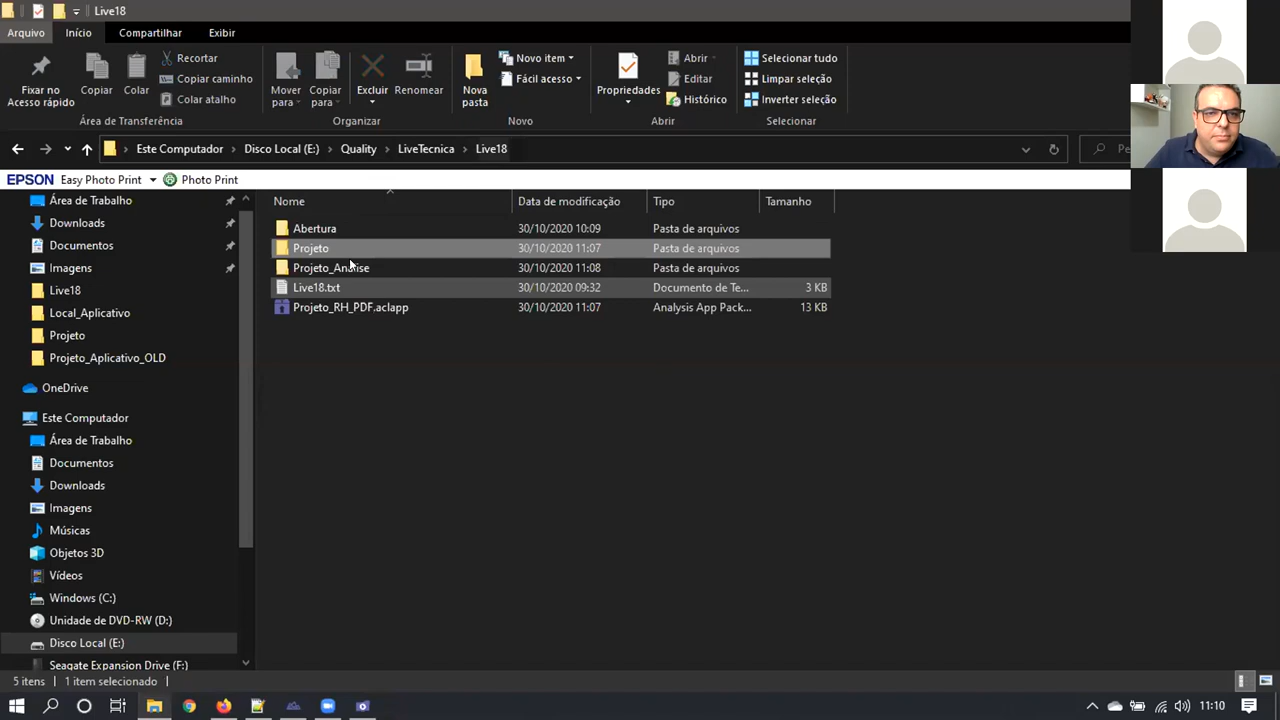 Live18
Arquivo Início Compartilhar Exibir
Fixar no Acesso rápido
Copiar
Colar
Recortar
Copiar caminho
Colar atalho
Área de Transferência
Mover para
Copiar para
Excluir
Renomear
Organizar
Nova pasta
Novo item
Fácil acesso
Novo
Propriedades
Abrir
Editar
Histórico
Abrir
Selecionar tudo
Limpar seleção
Inverter seleção
Selecionar
Este Computador Disco Local (E:) Quality LiveTecnica Live18
EPSON Easy Photo Print Photo Print
Área de Trabalho
Downloads
Documentos
Imagens
Live18
Local_Aplicativo
Projeto
Projeto_Aplicativo_OLD
OneDrive
Este Computador
Área de Trabalho
Documentos
Downloads
Imagens
Músicas
Objetos 3D
Vídeos
Windows (C:)
Unidade de DVD-RW (D:)
Disco Local (E:)
Seagate Expansion Drive (F:)
Nome Data de modificação Tipo Tamanho
Abertura 30/10/2020 10:09 Pasta de arquivos
Projeto 30/10/2020 11:07 Pasta de arquivos
Projeto_Analise 30/10/2020 11:08 Pasta de arquivos
Live18.txt 30/10/2020 09:32 Documento de Te... 3 KB
Projeto_RH_PDF.aclapp 30/10/2020 11:07 Analysis App Pack... 13 KB
5 itens 1 item selecionado
11:10